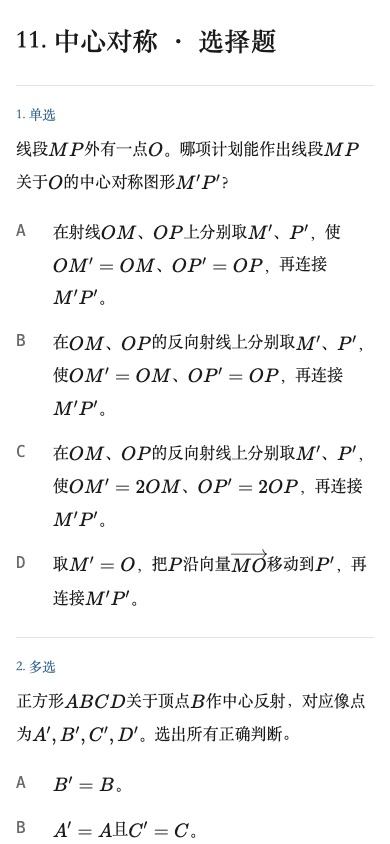 11. 中心对称 · 选择题
1. 单选
线段MP外有一点O。哪项计划能作出线段MP
关于O的中心对称图形M′P′?
A 在射线OM、OP上分别取M′、P′，使
OM′ = OM、OP′ = OP，再连接
M′P′。
B 在OM、OP的反向射线上分别取M′、P′，
使OM′ = OM、OP′ = OP，再连接
M′P′。
C 在OM、OP的反向射线上分别取M′、P′，
使OM′ = 2OM、OP′ = 2OP，再连接
M′P′。
D 取M′ = O，把P沿向量$\overrightarrow{MO}$移动到P′，再
连接M′P′。
2. 多选
正方形ABCD关于顶点B作中心反射，对应像点
为A′, B′, C′, D′。选出所有正确判断。
A B′ = B。
B A′ = A且C′ = C。